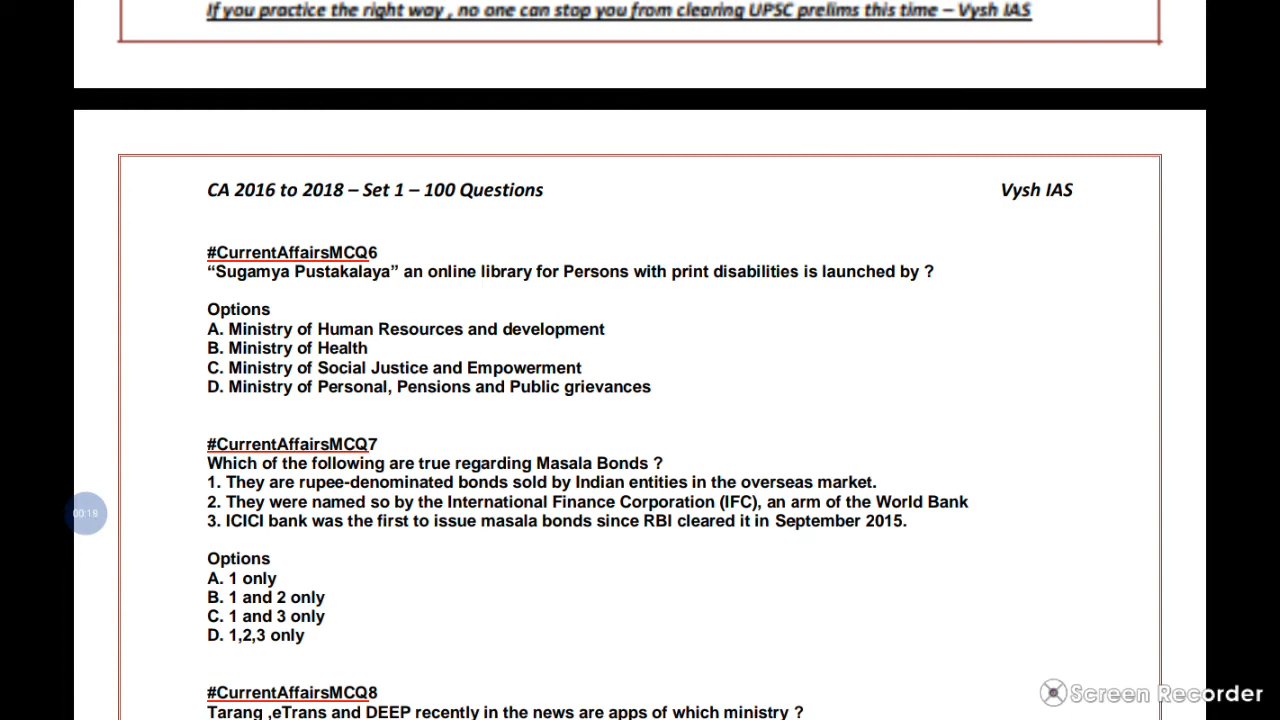 If you practice the right way , no one can stop you from clearing UPSC prelims this time – Vysh IAS
CA 2016 to 2018 – Set 1 – 100 Questions Vysh IAS
#CurrentAffairsMCQ6
“Sugamya Pustakalaya” an online library for Persons with print disabilities is launched by ?
Options
A. Ministry of Human Resources and development
B. Ministry of Health
C. Ministry of Social Justice and Empowerment
D. Ministry of Personal, Pensions and Public grievances
#CurrentAffairsMCQ7
Which of the following are true regarding Masala Bonds ?
1. They are rupee-denominated bonds sold by Indian entities in the overseas market.
2. They were named so by the International Finance Corporation (IFC), an arm of the World Bank
3. ICICI bank was the first to issue masala bonds since RBI cleared it in September 2015.
00:19
Options
A. 1 only
B. 1 and 2 only
C. 1 and 3 only
D. 1,2,3 only
#CurrentAffairsMCQ8
Screen Recorder
Tarang ,eTrans and DEEP recently in the news are apps of which ministry ?